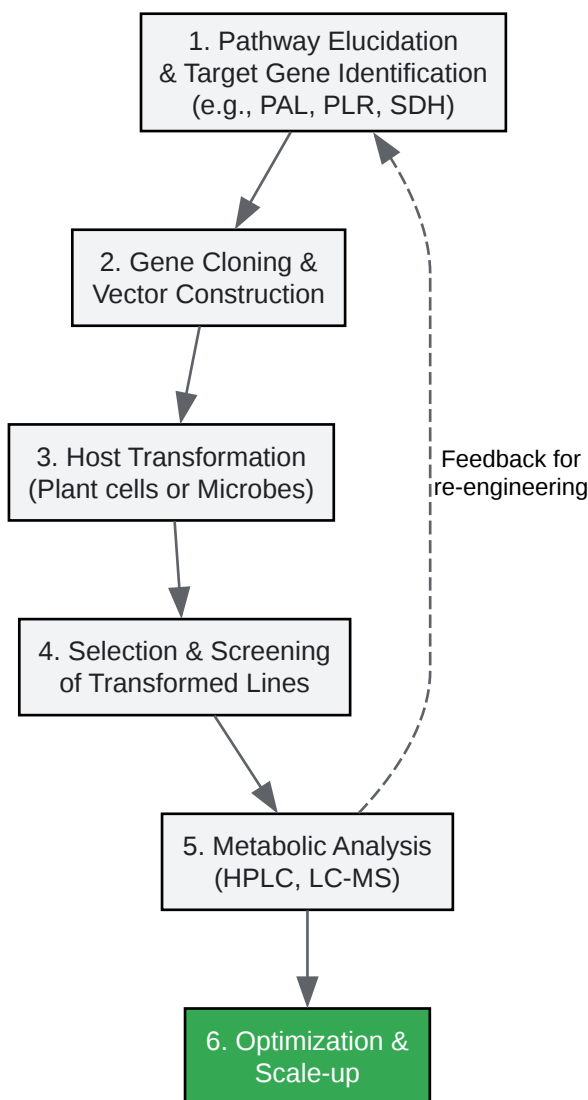 1. Pathway Elucidation
& Target Gene Identification
(e.g., PAL, PLR, SDH)
2. Gene Cloning &
Vector Construction
3. Host Transformation
(Plant cells or Microbes)
Feedback for
re-engineering
4. Selection & Screening
of Transformed Lines
5. Metabolic Analysis
(HPLC, LC-MS)
6. Optimization &
Scale-up